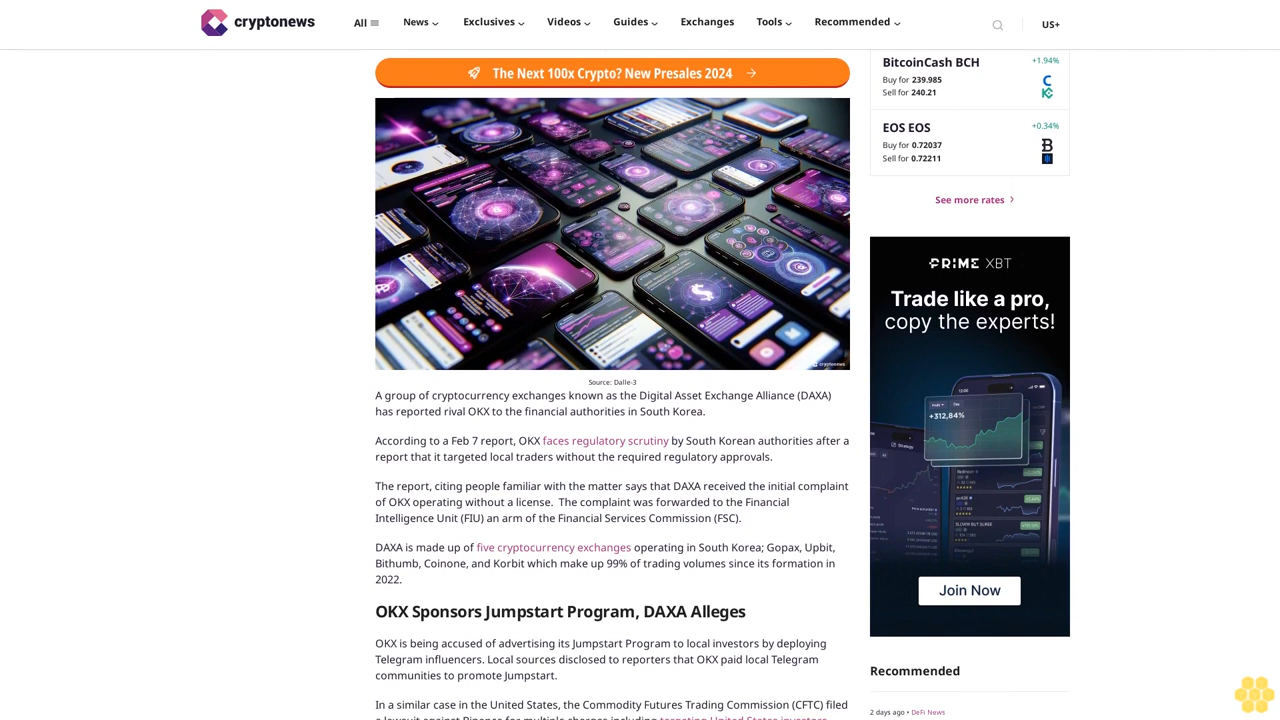 cryptonews
All
News
Exclusives
Videos
Guides
Exchanges
Tools
Recommended
US+
The Next 100x Crypto? New Presales 2024
cryptonews
Source: Dalle-3
A group of cryptocurrency exchanges known as the Digital Asset Exchange Alliance (DAXA)
has reported rival OKX to the financial authorities in South Korea.
According to a Feb 7 report, OKX faces regulatory scrutiny by South Korean authorities after a
report that it targeted local traders without the required regulatory approvals.
The report, citing people familiar with the matter says that DAXA received the initial complaint
of OKX operating without a license.  The complaint was forwarded to the Financial
Intelligence Unit (FIU) an arm of the Financial Services Commission (FSC).
DAXA is made up of five cryptocurrency exchanges operating in South Korea; Gopax, Upbit,
Bithumb, Coinone, and Korbit which make up 99% of trading volumes since its formation in
2022.
OKX Sponsors Jumpstart Program, DAXA Alleges
OKX is being accused of advertising its Jumpstart Program to local investors by deploying
Telegram influencers. Local sources disclosed to reporters that OKX paid local Telegram
communities to promote Jumpstart.
In a similar case in the United States, the Commodity Futures Trading Commission (CFTC) filed
a lawsuit against Binance for multiple charges including targeting United States investors
BitcoinCash BCH
+1.94%
Buy for 239.985
Sell for 240.21
EOS EOS
+0.34%
Buy for 0.72037
Sell for 0.72211
See more rates
PRIME XBT
Trade like a pro,
copy the experts!
+312,84%
Join Now
Recommended
2 days ago • DeFi News